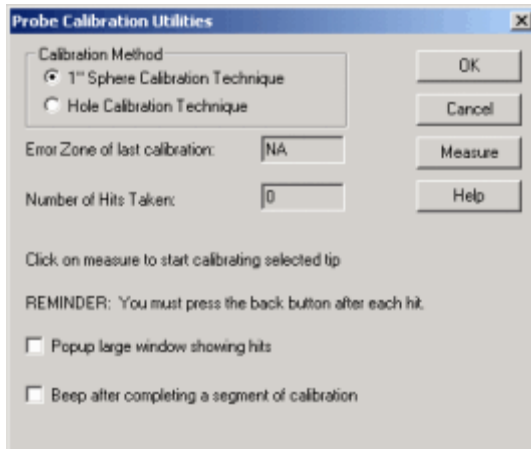 Probe Calibration Utilities
Calibration Method
1" Sphere Calibration Technique
Hole Calibration Technique
OK
Cancel
Error Zone of last calibration: NA
Measure
Number of Hits Taken: 0
Help
Click on measure to start calibrating selected tip
REMINDER: You must press the back button after each hit.
Popup large window showing hits
Beep after completing a segment of calibration